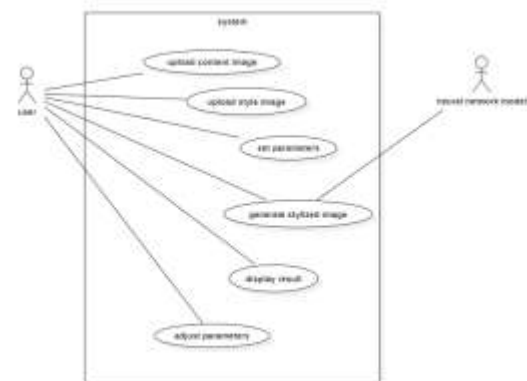 system
upload content image
upload style image
user
neural network model
set parameters
generate stylized image
display result
adjust parameters